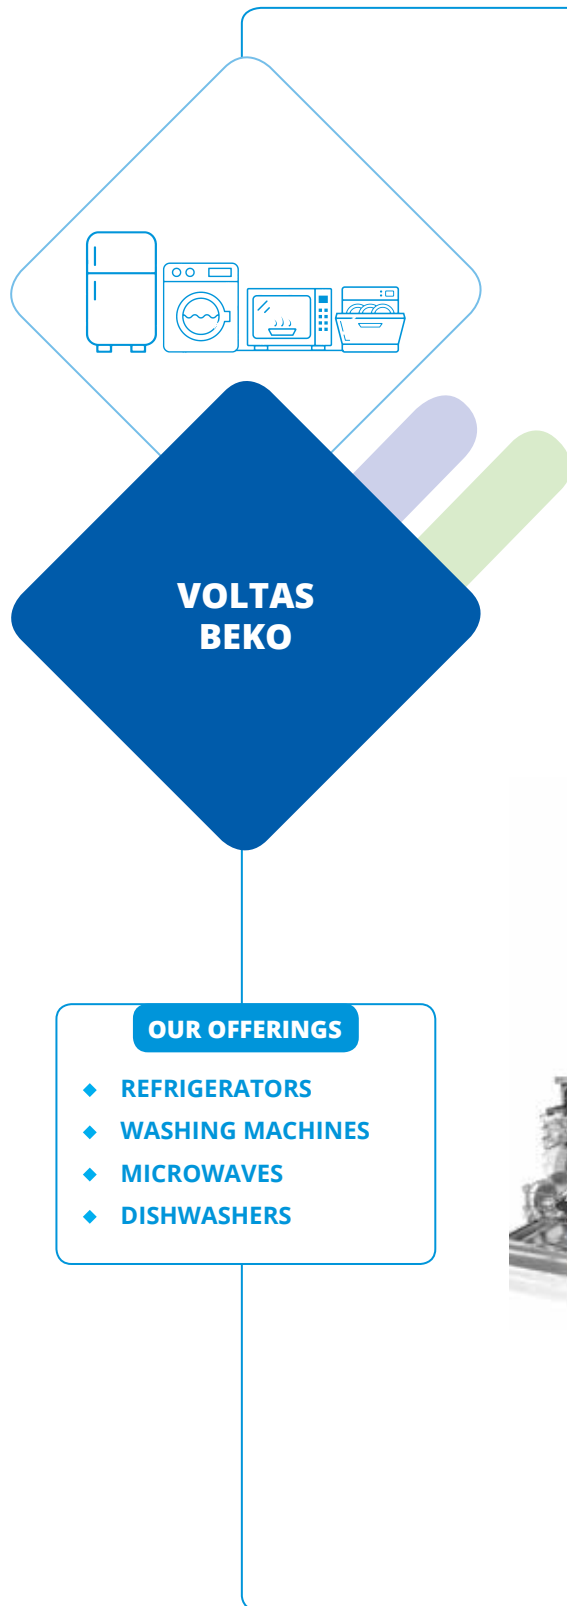 VOLTAS
BEKO
OUR OFFERINGS
REFRIGERATORS
WASHING MACHINES
MICROWAVES
DISHWASHERS